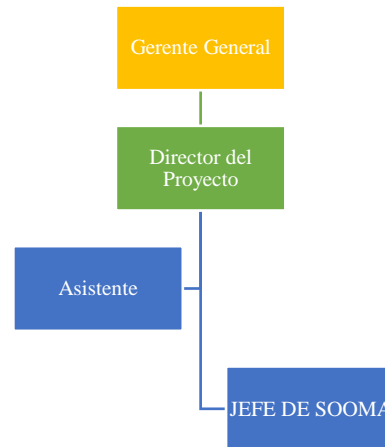 Gerente General
Director del
Proyecto
Asistente
JEFE DE SOOMA